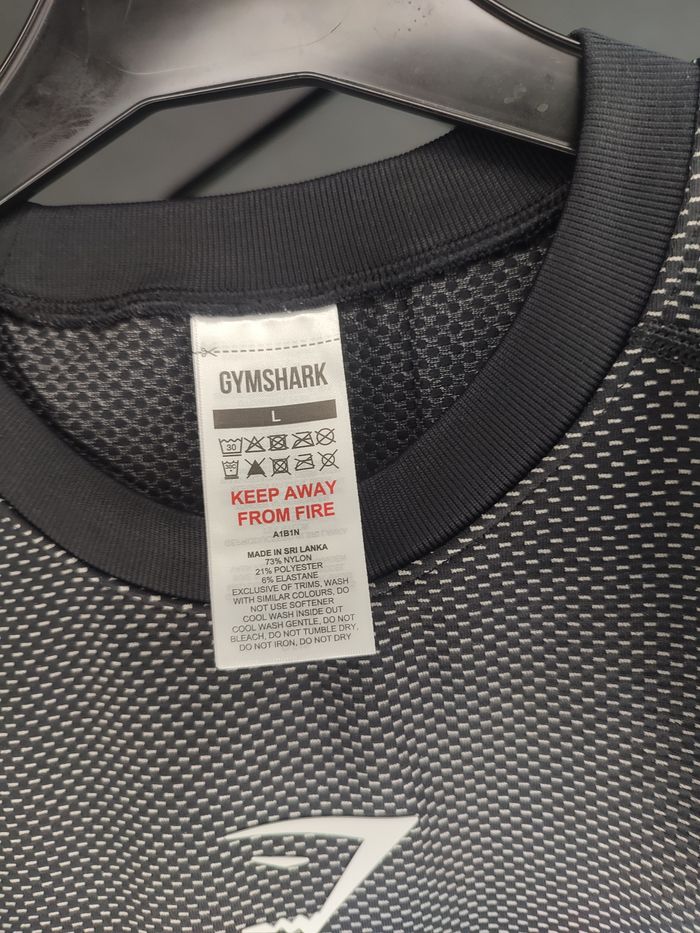 GYMSHARK
L
30
30C
KEEP AWAY
FROM FIRE
A1B1N
MADE IN SRI LANKA
73% NYLON
21% POLYESTER
6% ELASTANE
EXCLUSIVE OF TRIMS, WASH
WITH SIMILAR COLOURS, DO
NOT USE SOFTENER
COOL WASH INSIDE OUT
COOL WASH GENTLE, DO NOT
BLEACH, DO NOT TUMBLE DRY,
DO NOT IRON, DO NOT DRY